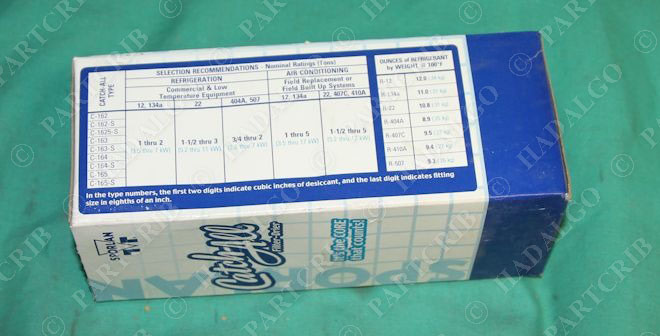 SELECTION RECOMMENDATIONS - Nominal Ratings (Tons)
CATCH-ALL
TYPE
REFRIGERATION
AIR CONDITIONING
Commercial & Low
Temperature Equipment
Field Replacement or
Field Built Up Systems
12, 134a 22 404A, 507 12, 134a 22, 407C, 410A
C-162
C-162-S
C-1625-S
C-163
C-163-S
C-164
C-164-S
C-165
C-165-S
1 thru 2 1-1/2 thru 3 3/4 thru 2 1 thru 5 1-1/2 thru 5
In the type numbers, the first two digits indicate cubic inches of desiccant, and the last digit indicates fitting
size in eighths of an inch.
OUNCES of REFRIGERANT
by WEIGHT @ 100°F
R-12 12.0
R-134a 11.0
R-22 10.8
R-404A 8.9
R-407C 9.5
R-410A 9.4
R-507 9.3
SPORLAN
Catch-All
Filter-Drier
it's the CORE
that counts!
PARTCRIB
HADALGO